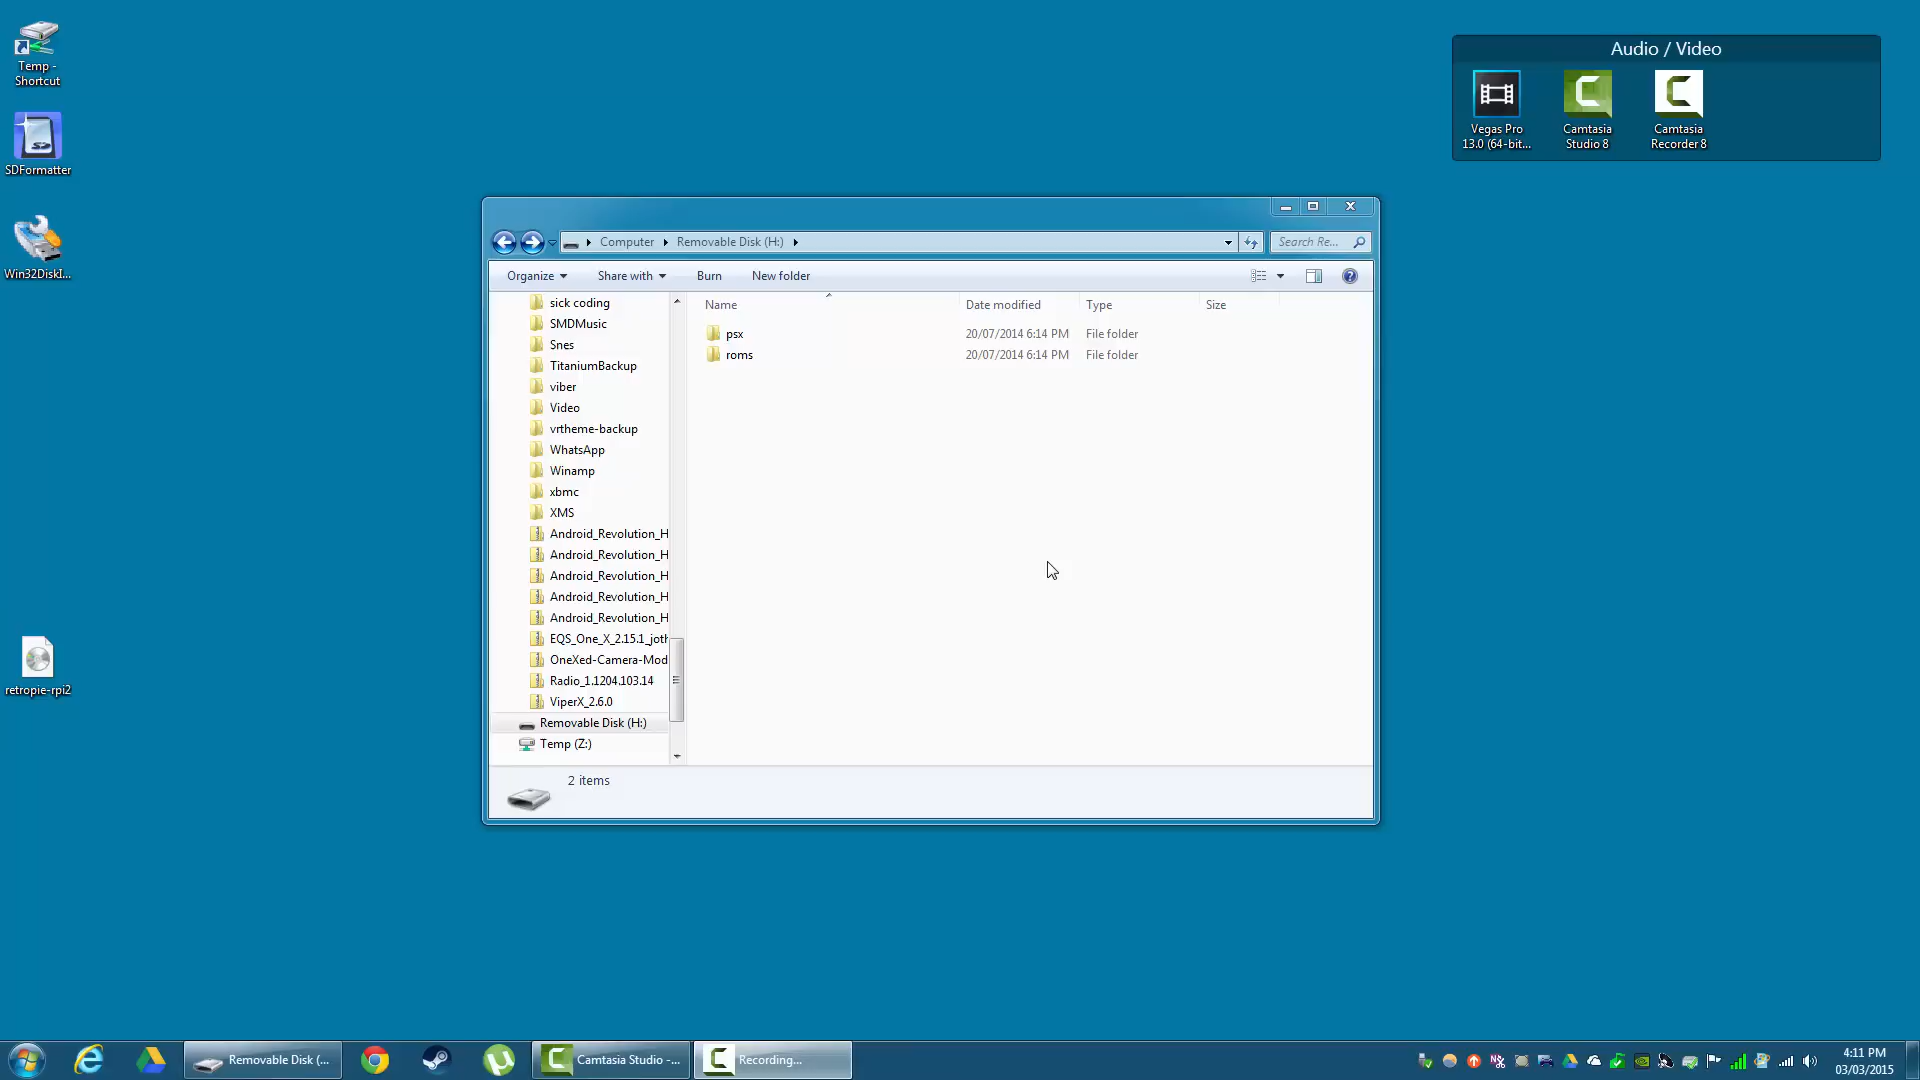 Temp -
Shortcut
SDFormatter
Win32DiskI...
retropie-rpi2
Audio / Video
Vegas Pro
13.0 (64-bit...
Camtasia
Studio 8
Camtasia
Recorder 8
Computer
Removable Disk (H:)
Search Re...
Organize
Share with
Burn
New folder
Name
Date modified
Type
Size
psx
20/07/2014 6:14 PM
File folder
roms
20/07/2014 6:14 PM
File folder
sick coding
SMDMusic
Snes
TitaniumBackup
viber
Video
vrtheme-backup
WhatsApp
Winamp
xbmc
XMS
Android_Revolution_H
Android_Revolution_H
Android_Revolution_H
Android_Revolution_H
Android_Revolution_H
EQS_One_X_2.15.1_joth
OneXed-Camera-Mod
Radio_1.1204.103.14
ViperX_2.6.0
Removable Disk (H:)
Temp (Z:)
2 items
Removable Disk (...
Camtasia Studio -...
Recording...
4:11 PM
03/03/2015